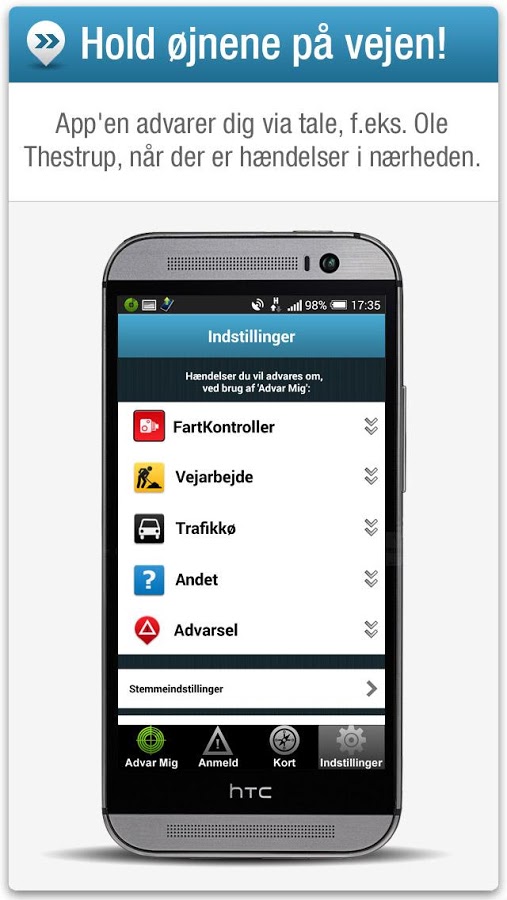 Hold øjnene på vejen!
App'en advarer dig via tale, f.eks. Ole
Thestrup, når der er hændelser i nærheden.
H 98% 17:35
Indstillinger
Hændelser du vil advares om,
ved brug af 'Advar Mig':
FartKontroller
Vejarbejde
Trafikkø
? Andet
Advarsel
Stemmeindstillinger
Advar Mig Anmeld Kort Indstillinger
hTC